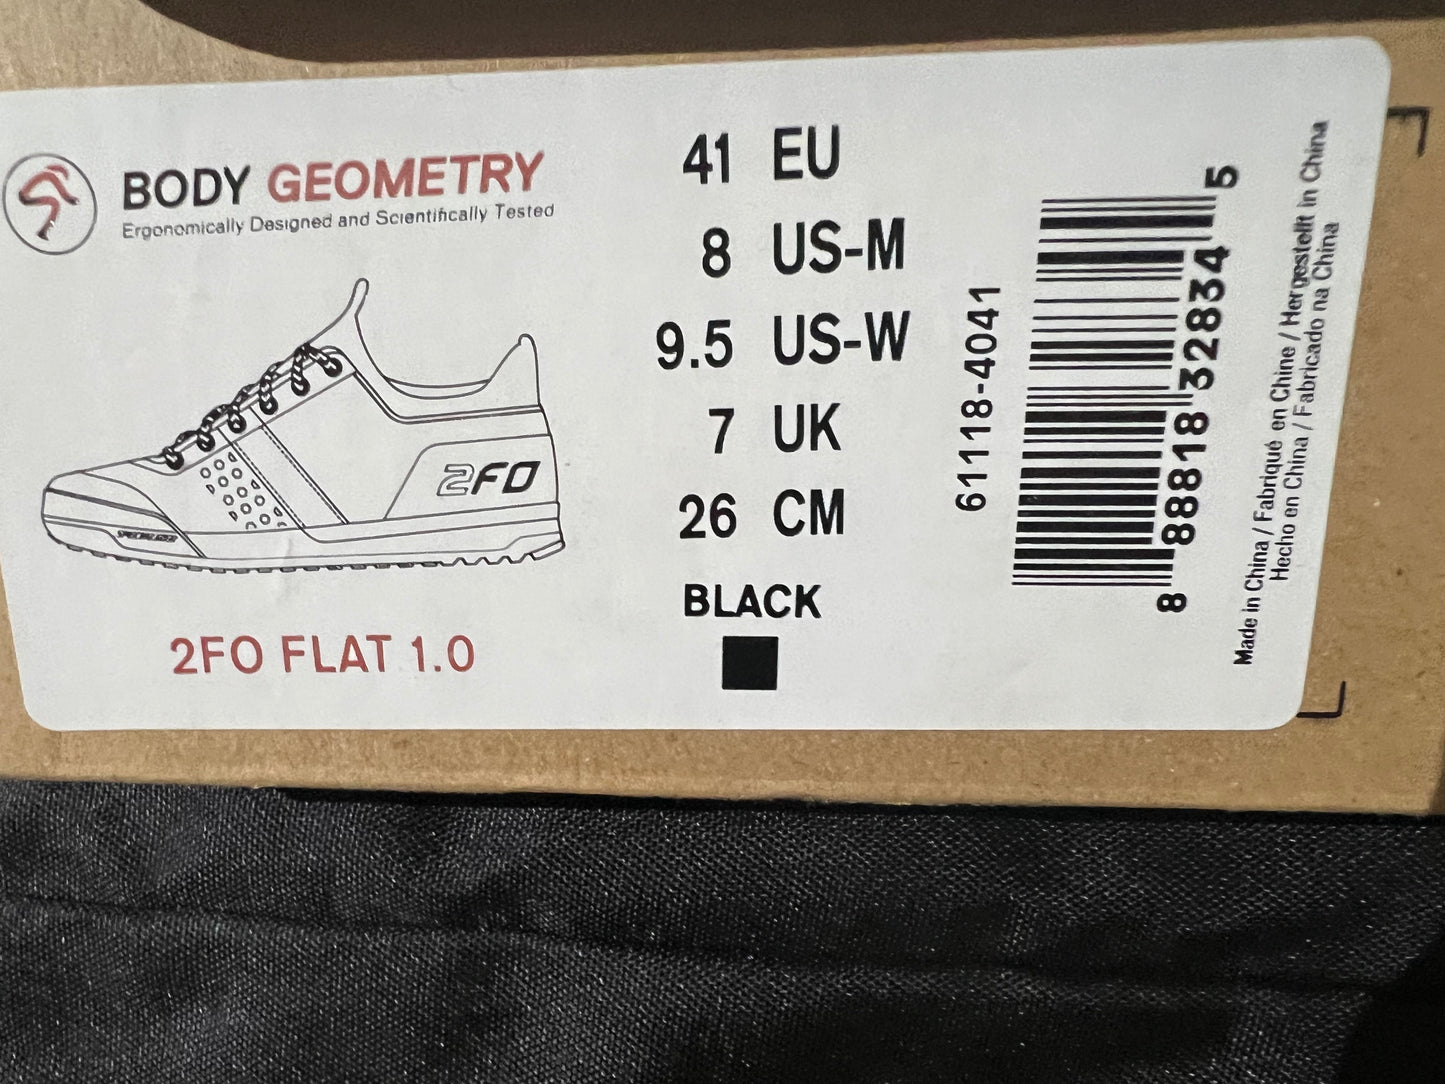 BODY GEOMETRY
Ergonomically Designed and Scientifically Tested
2FO
SPECIALIZED
2FO FLAT 1.0
41 EU
8 US-M
9.5 US-W
7 UK
26 CM
BLACK
61118-4041
8 88818 32834 5
Made in China / Fabriqué en Chine / Hergestellt in China
Hecho en China / Fabricado na China